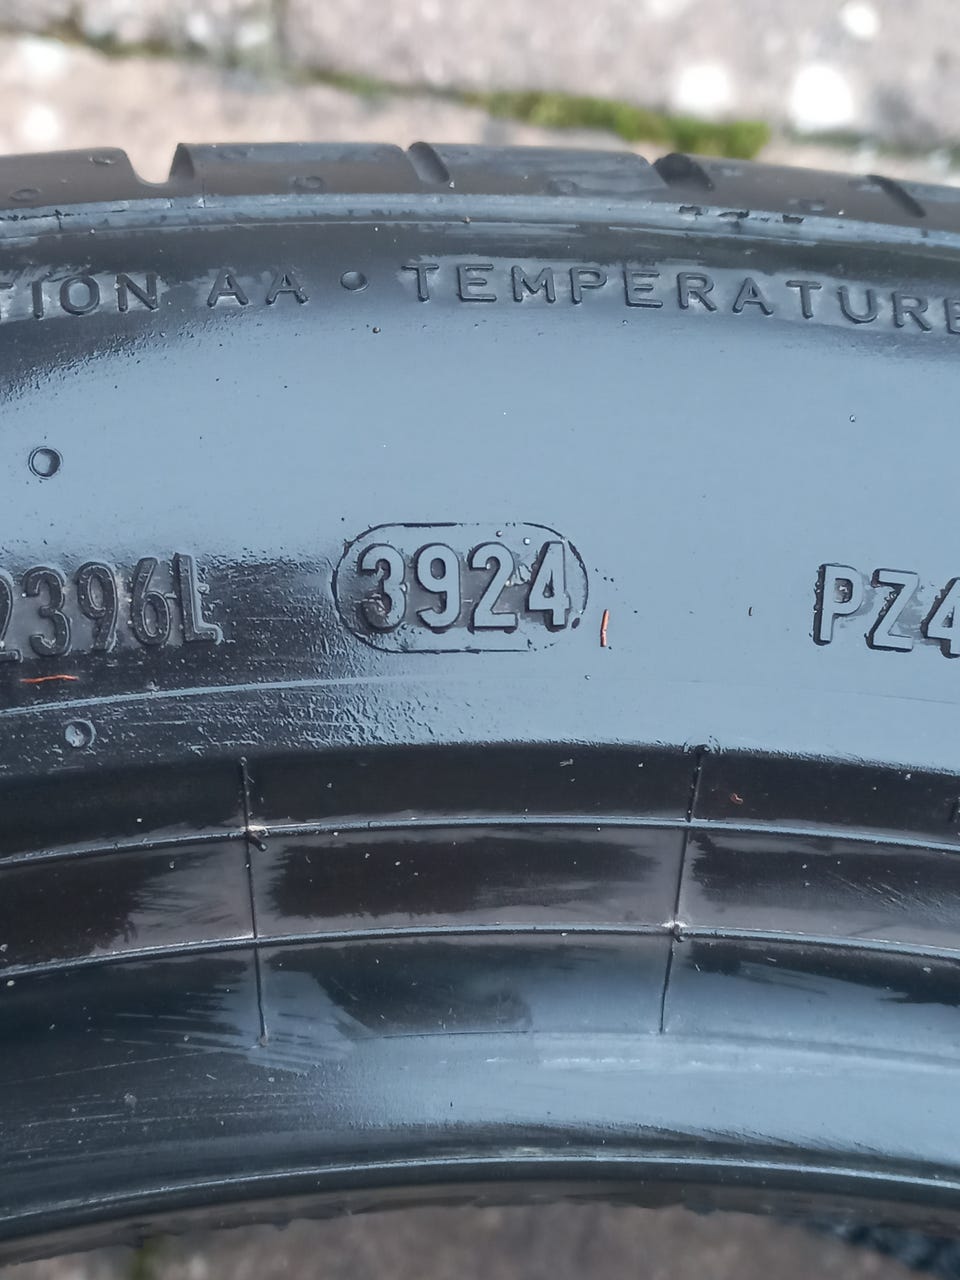 TION AA • TEMPERATURE
2396L 3924 PZ4